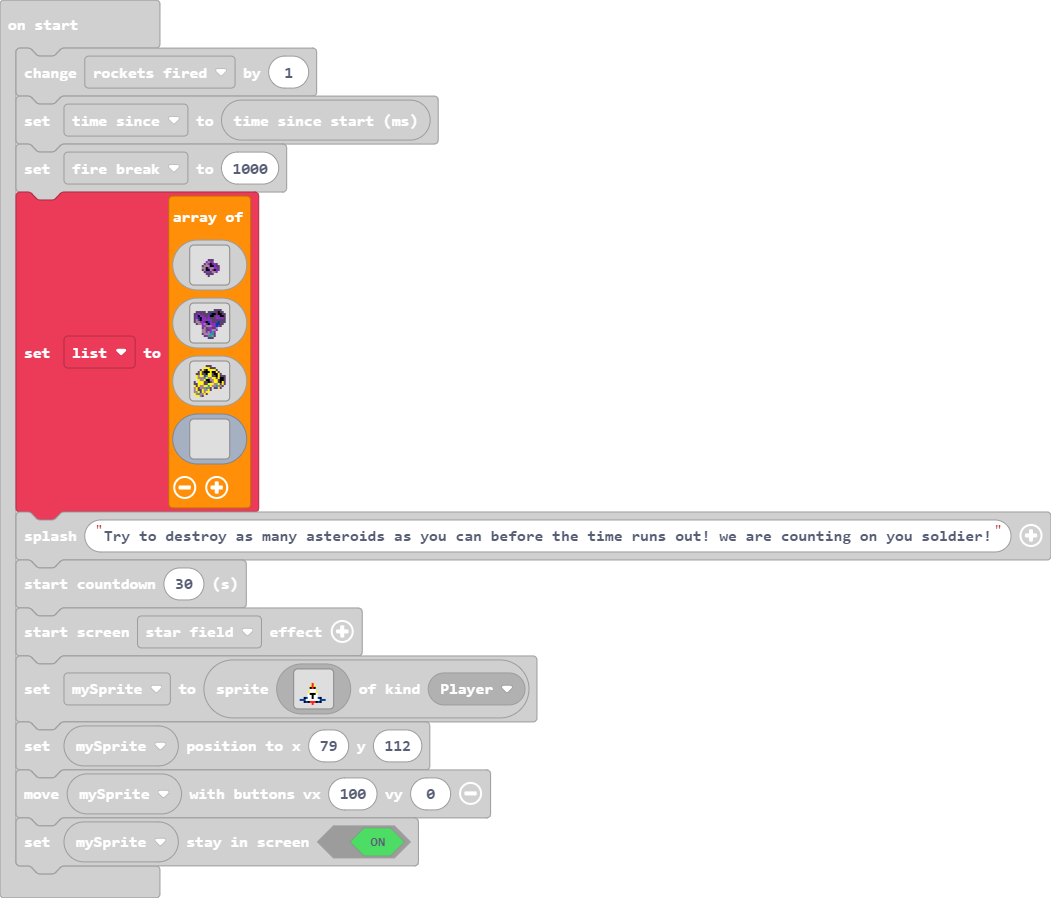 on start
change rockets fired by 1
set time since to time since start (ms)
set fire break to 1000
array of
set list to
splash "Try to destroy as many asteroids as you can before the time runs out! we are counting on you soldier!"
start countdown 30 (s)
start screen star field effect
set mySprite to sprite of kind Player
set mySprite position to x 79 y 112
move mySprite with buttons vx 100 vy 0
set mySprite stay in screen ON